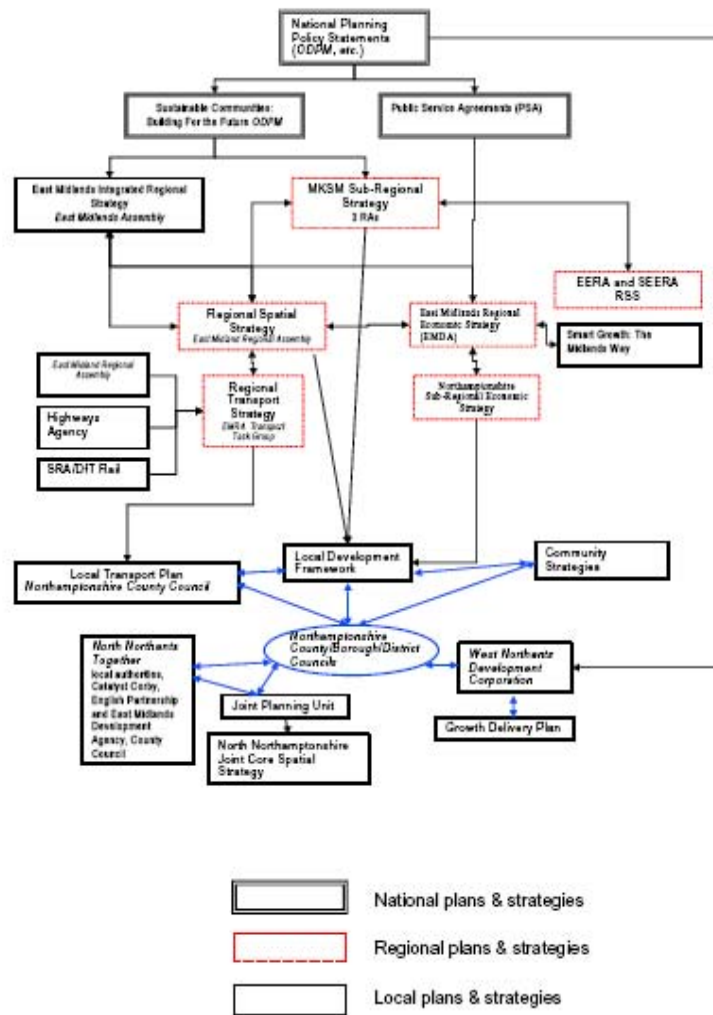 National Planning
Policy Statements
(ODPM, etc.)
Sustainable Communities:
Building For the Future ODPM
Public Service Agreements (PSA)
East Midlands Integrated Regional
Strategy
East Midlands Assembly
MKSM Sub-Regional
Strategy
3 RAs
EERA and SEERA
RSS
Regional Spatial
Strategy
East Midland Regional Assembly
East Midlands Regional
Economic Strategy
(EMDA)
Smart Growth: The
Midlands Way
East Midland Regional
Assembly
Regional
Transport
Strategy
EMRA Transport
Task Group
Northamptonshire
Sub-Regional Economic
Strategy
Highways
Agency
SRA/DfT Rail
Local Transport Plan
Northamptonshire County Council
Local Development
Framework
Community
Strategies
Northamptonshire
County/Borough/District
Councils
North Northants
Together
local authorities,
Catalyst Corby,
English Partnership
and East Midlands
Development
Agency, County
Council
West Northants
Development
Corporation
Joint Planning Unit
Growth Delivery Plan
North Northamptonshire
Joint Core Spatial
Strategy
National plans & strategies
Regional plans & strategies
Local plans & strategies